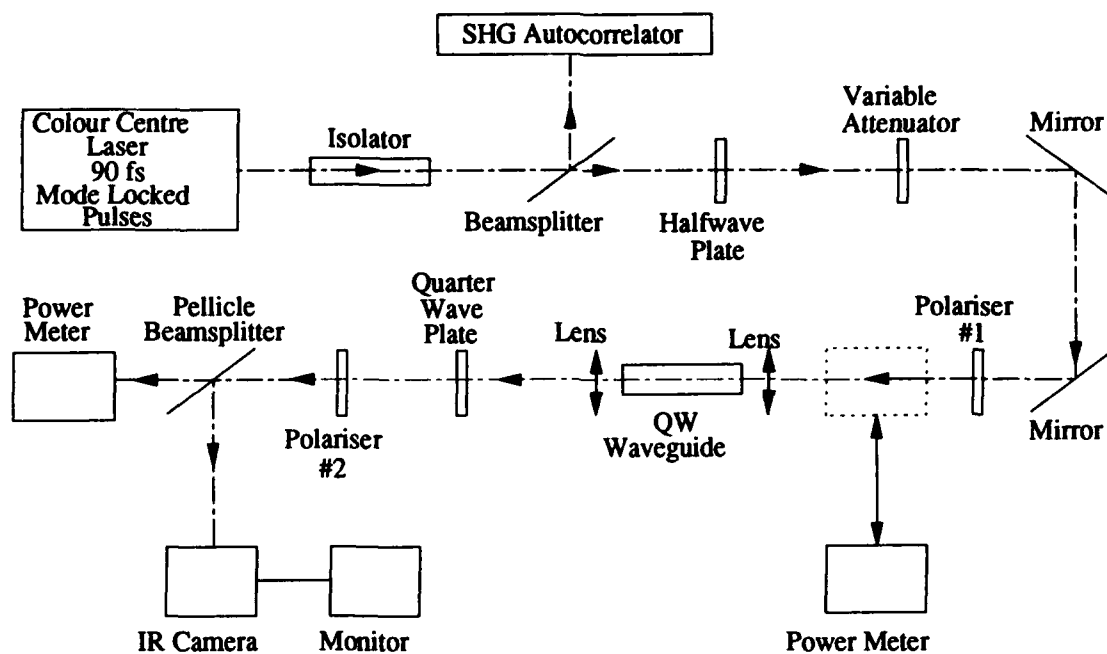 SHG Autocorrelator
Colour Centre
Laser
90 fs
Mode Locked
Pulses
Isolator
Beamsplitter
Halfwave
Plate
Variable
Attenuator
Mirror
Power
Meter
Pellicle
Beamsplitter
Quarter
Wave
Plate
Lens
Lens
Polariser
#1
Polariser
#2
QW
Waveguide
Mirror
IR Camera
Monitor
Power Meter